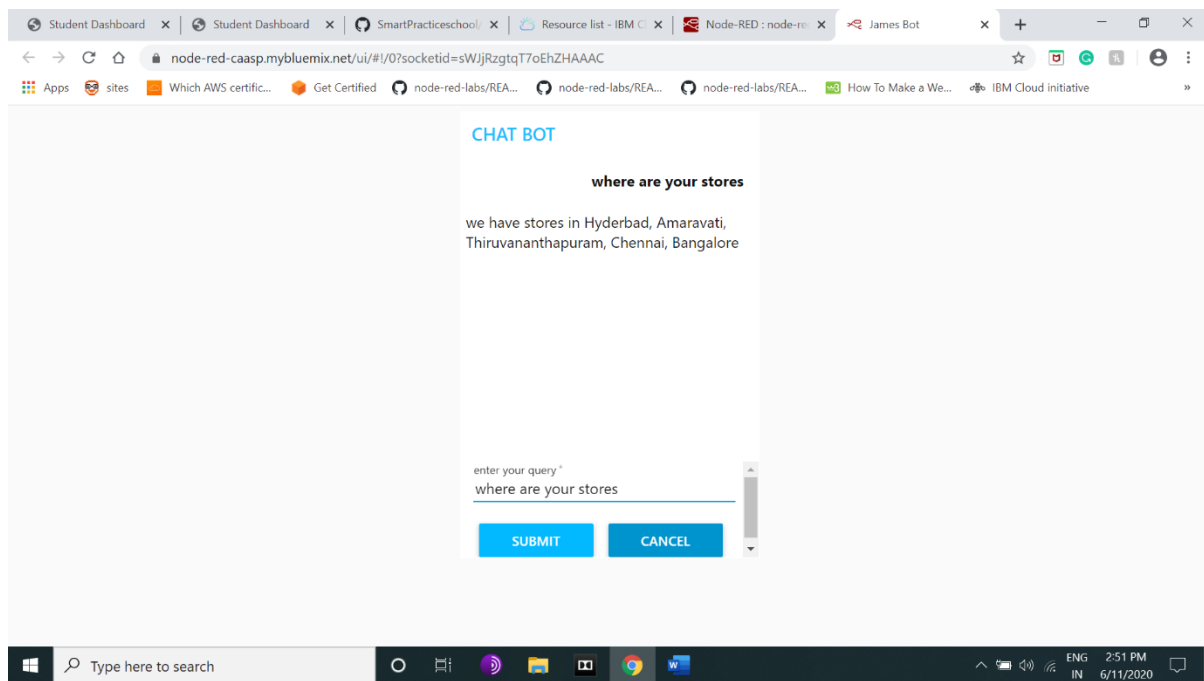 Student Dashboard
Student Dashboard
SmartPracticeschool/
Resource list - IBM C
Node-RED : node-re
James Bot
node-red-caasp.mybluemix.net/ui/#!/0?socketid=sWJjRzgtqT7oEhZHAAAC
Apps
sites
Which AWS certific...
Get Certified
node-red-labs/REA...
node-red-labs/REA...
node-red-labs/REA...
How To Make a We...
IBM Cloud initiative
CHAT BOT
where are your stores
we have stores in Hyderbad, Amaravati,
Thiruvananthapuram, Chennai, Bangalore
enter your query *
where are your stores
SUBMIT
CANCEL
Type here to search
ENG
IN
2:51 PM
6/11/2020